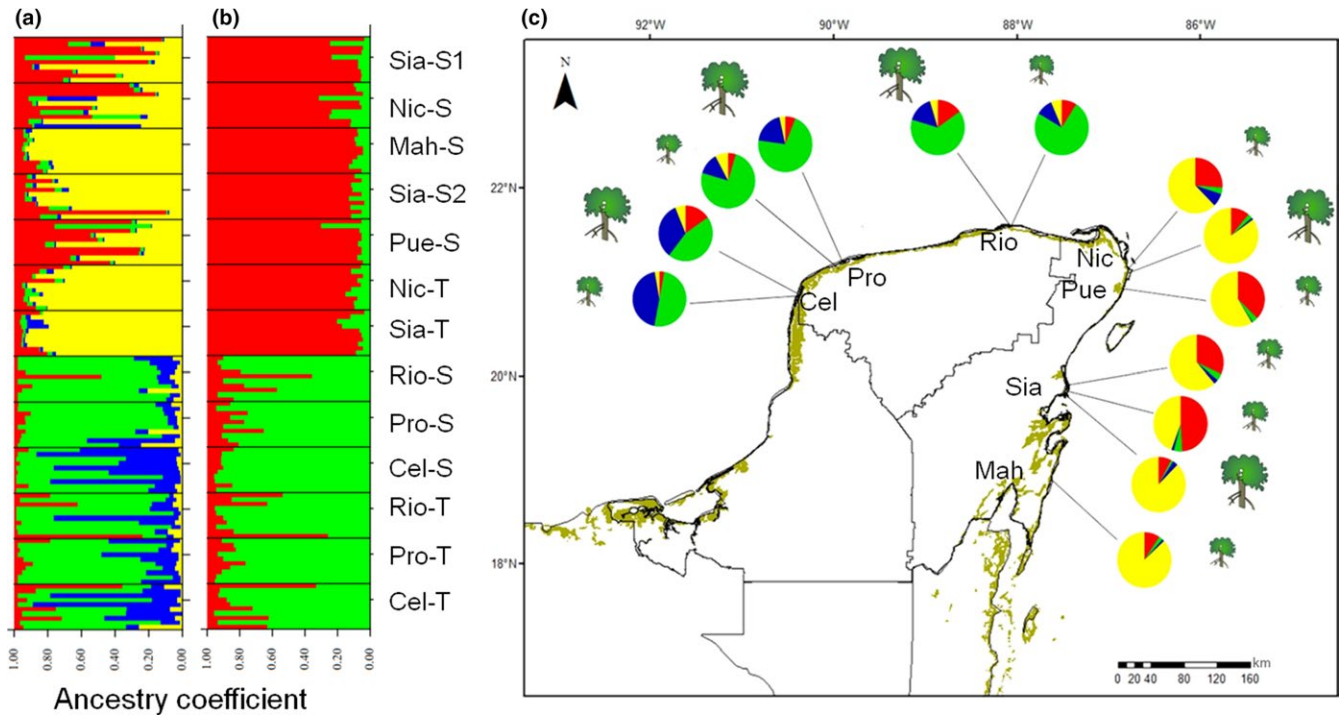 (a)
(b)
(c)
92°W
90°W
88°W
86°W
N
22°N
20°N
18°N
Sia-S1
Nic-S
Mah-S
Sia-S2
Pue-S
Nic-T
Sia-T
Rio-S
Pro-S
Cel-S
Rio-T
Pro-T
Cel-T
1.00
0.80
0.60
0.40
0.20
0.00
1.00
0.80
0.60
0.40
0.20
0.00
Ancestry coefficient
Rio
Nic
Pro
Pue
Cel
Sia
Mah
km
0 20 40 80 120 160